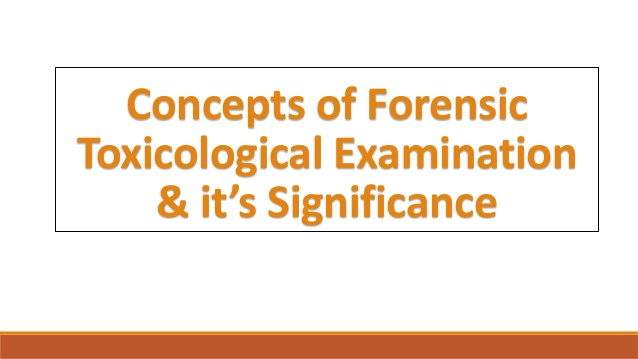 Concepts of Forensic
Toxicological Examination
& it’s Significance